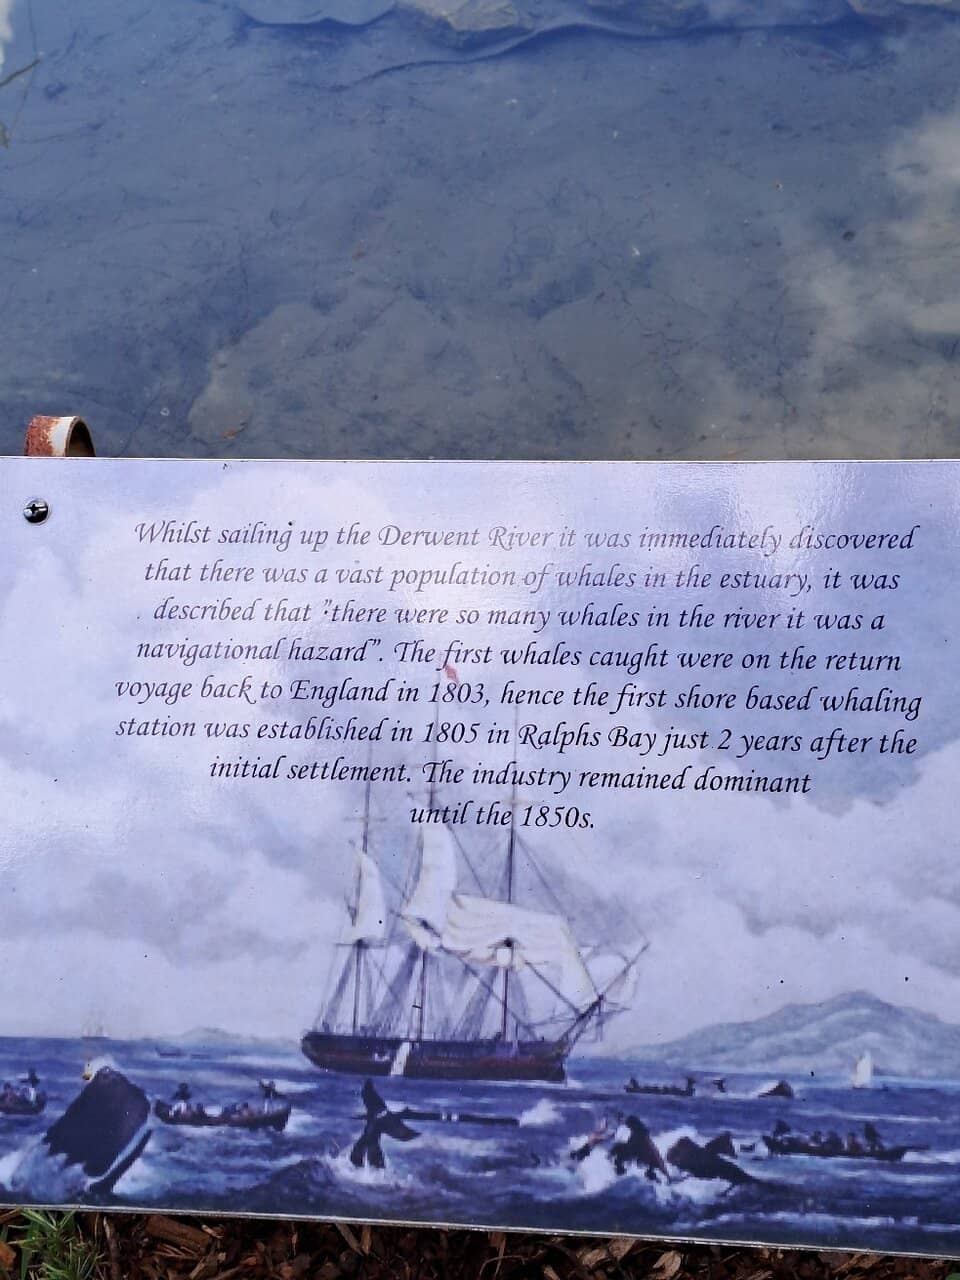 Whilst sailing up the Derwent River it was immediately discovered
that there was a vast population of whales in the estuary, it was
described that "there were so many whales in the river it was a
navigational hazard". The first whales caught were on the return
voyage back to England in 1803, hence the first shore based whaling
station was established in 1805 in Ralphs Bay just 2 years after the
initial settlement. The industry remained dominant
until the 1850s.